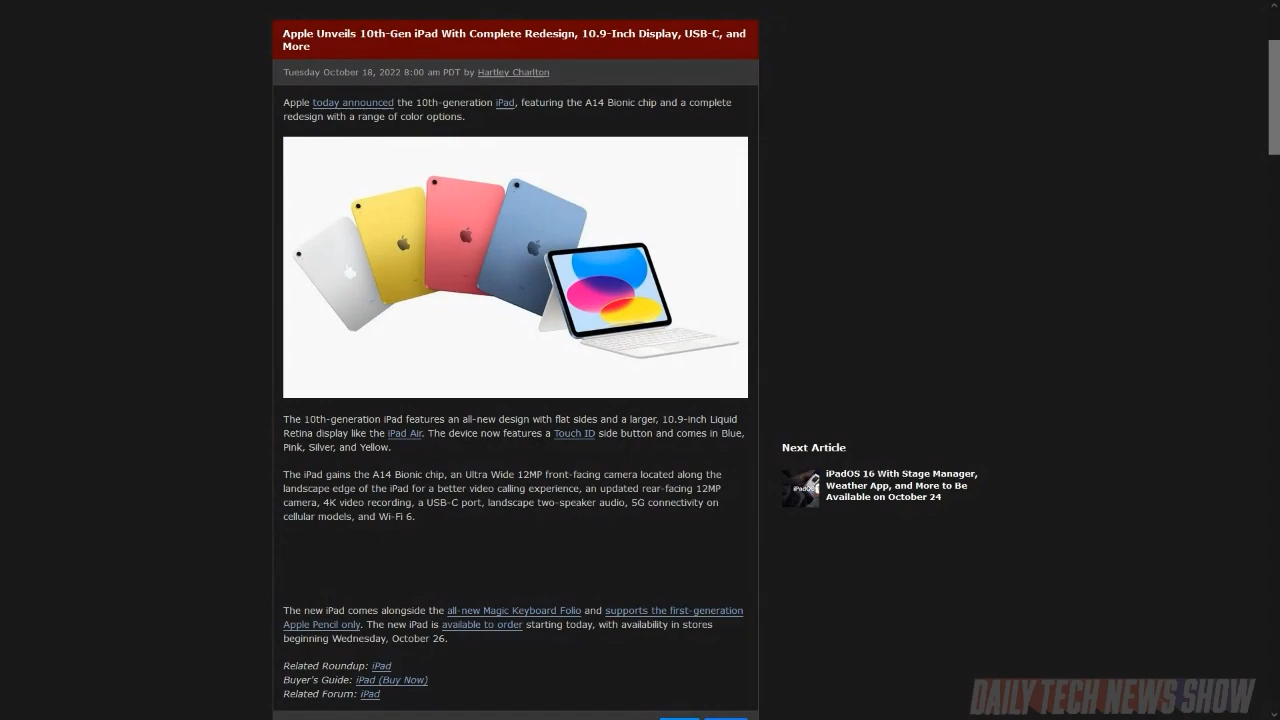 Apple Unveils 10th-Gen iPad With Complete Redesign, 10.9-Inch Display, USB-C, and
More
Tuesday October 18, 2022 8:00 am PDT by Hartley Charlton
Apple today announced the 10th-generation iPad, featuring the A14 Bionic chip and a complete
redesign with a range of color options.
The 10th-generation iPad features an all-new design with flat sides and a larger, 10.9-inch Liquid
Retina display like the iPad Air. The device now features a Touch ID side button and comes in Blue,
Pink, Silver, and Yellow.
The iPad gains the A14 Bionic chip, an Ultra Wide 12MP front-facing camera located along the
landscape edge of the iPad for a better video calling experience, an updated rear-facing 12MP
camera, 4K video recording, a USB-C port, landscape two-speaker audio, 5G connectivity on
cellular models, and Wi-Fi 6.
The new iPad comes alongside the all-new Magic Keyboard Folio and supports the first-generation
Apple Pencil only. The new iPad is available to order starting today, with availability in stores
beginning Wednesday, October 26.
Related Roundup: iPad
Buyer's Guide: iPad (Buy Now)
Related Forum: iPad
Next Article
iPadOS
iPadOS 16 With Stage Manager,
Weather App, and More to Be
Available on October 24
DAILY TECH NEWS SHOW